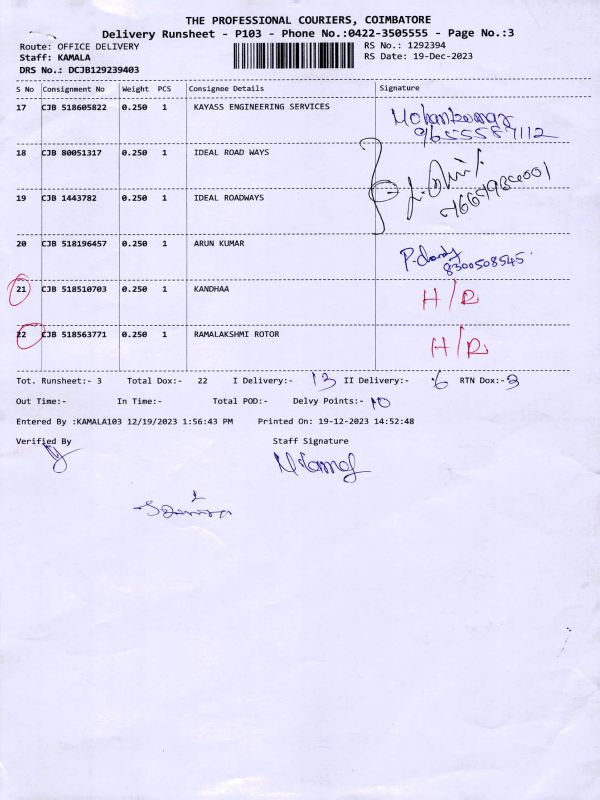 THE PROFESSIONAL COURIERS, COIMBATORE
Delivery Runsheet - P103 - Phone No.:0422-3505555 - Page No.:3
Route: OFFICE DELIVERY RS No.: 1292394
Staff: KAMALA RS Date: 19-Dec-2023
DRS No.: DCJB129239403
S No Consignment No Weight PCS Consignee Details Signature
17 CJB 518605822 0.250 1 KAYASS ENGINEERING SERVICES Mohankumar
9655587112
18 CJB 80051317 0.250 1 IDEAL ROAD WAYS
19 CJB 1443782 0.250 1 IDEAL ROADWAYS
20 CJB 518196457 0.250 1 ARUN KUMAR
8300508545
21 CJB 518510703 0.250 1 KANDHAA H/R
22 CJB 518563771 0.250 1 RAMALAKSHMI ROTOR H/R
Tot. Runsheet:- 3 Total Dox:- 22 I Delivery:- 13 II Delivery:- 6 RTN Dox:- 3
Out Time:- In Time:- Total POD:- Delvy Points:- 10
Entered By :KAMALA103 12/19/2023 1:56:43 PM Printed On: 19-12-2023 14:52:48
Verified By Staff Signature